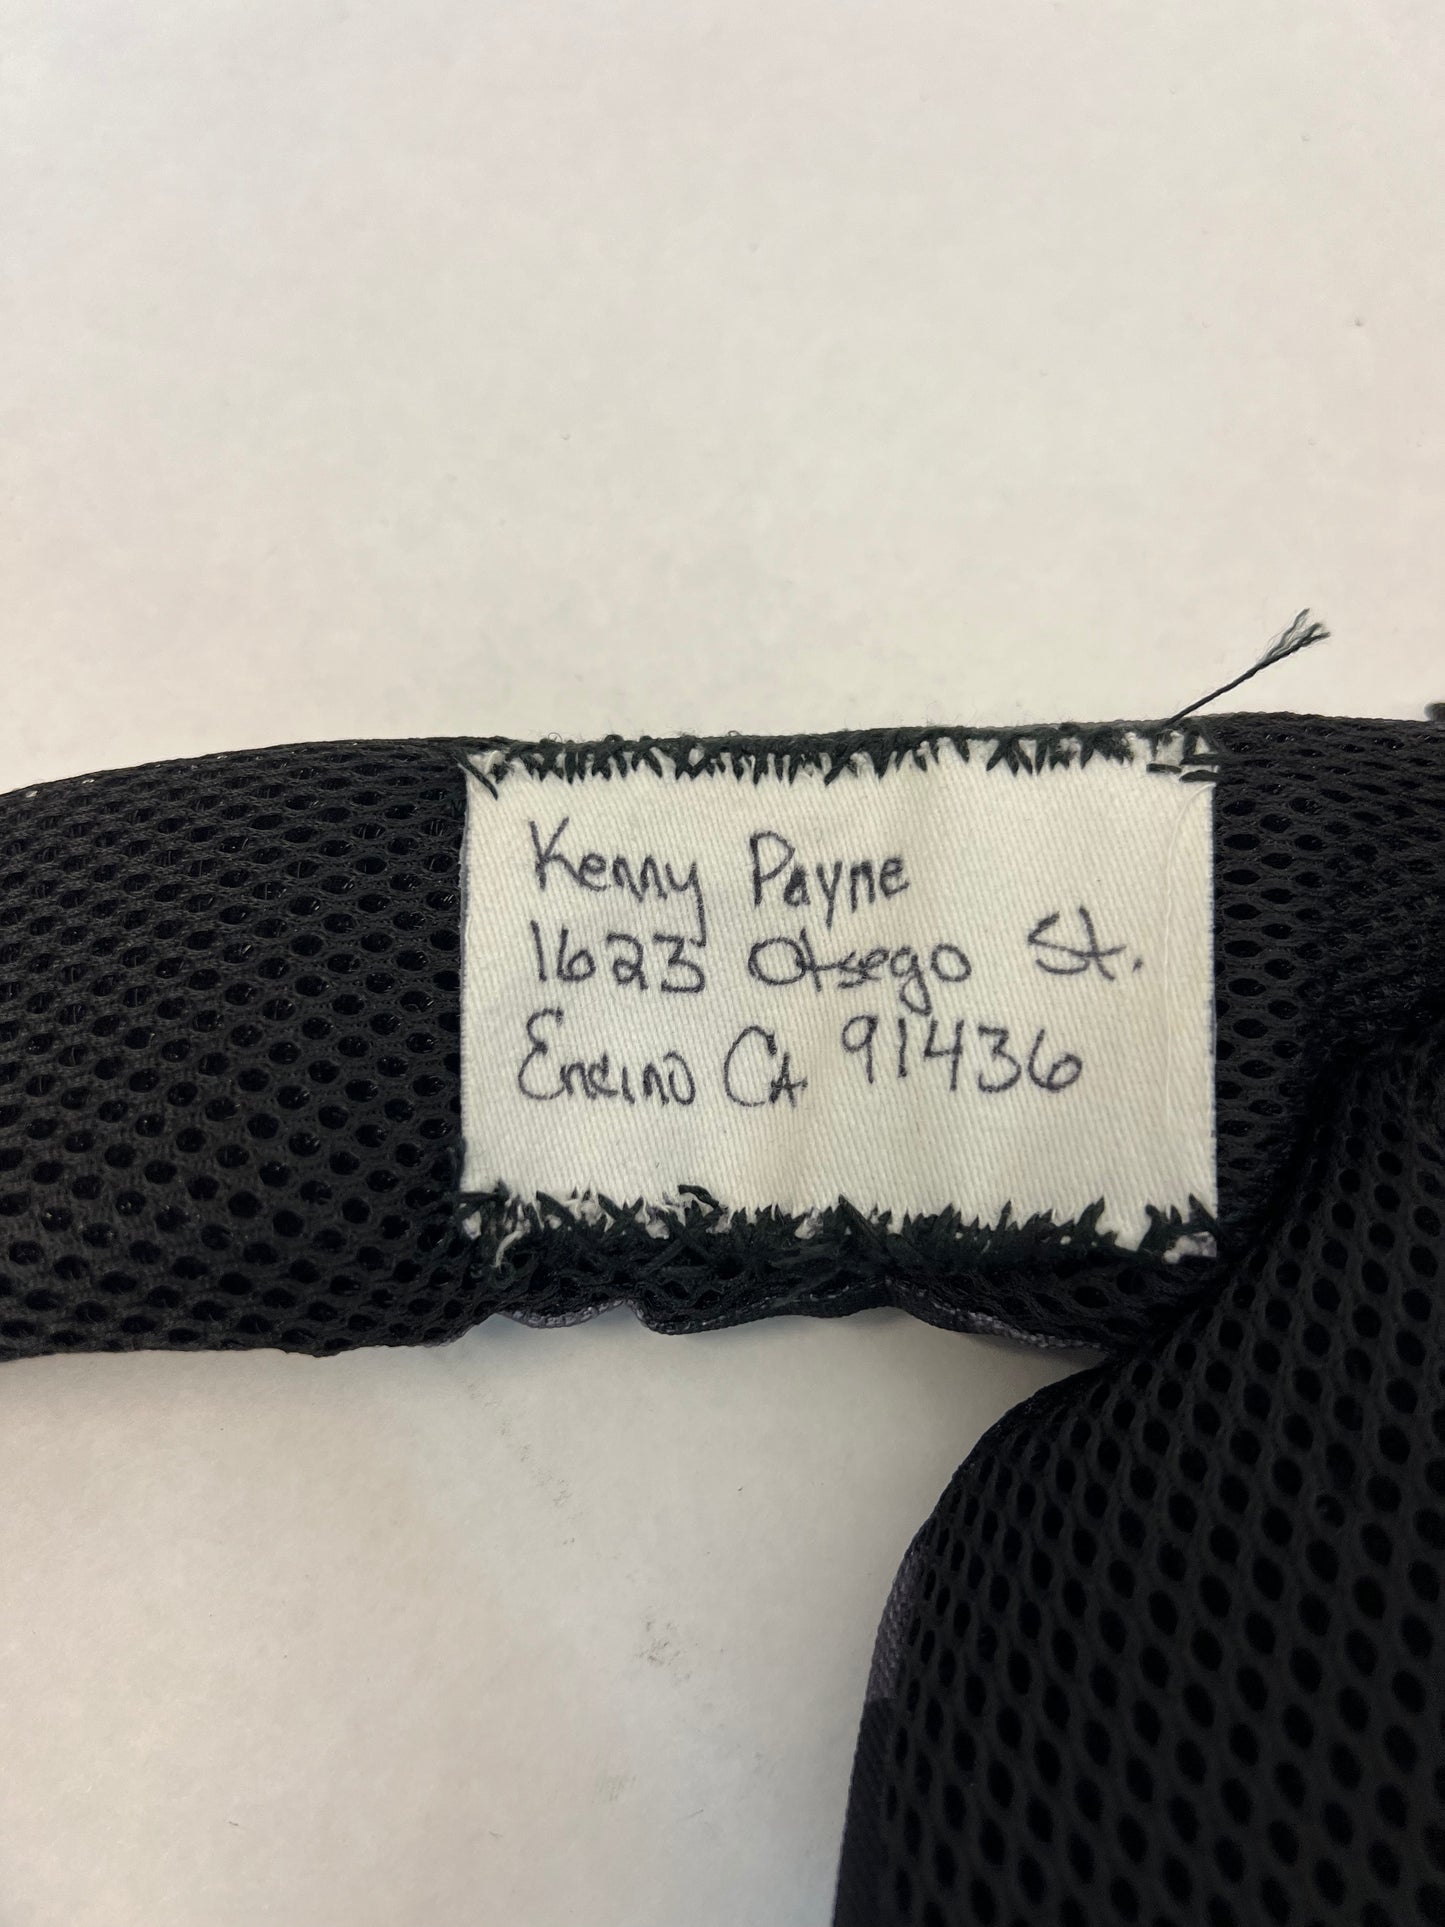 Kenny Payne
1623 Otsego St.
Encino CA 91436